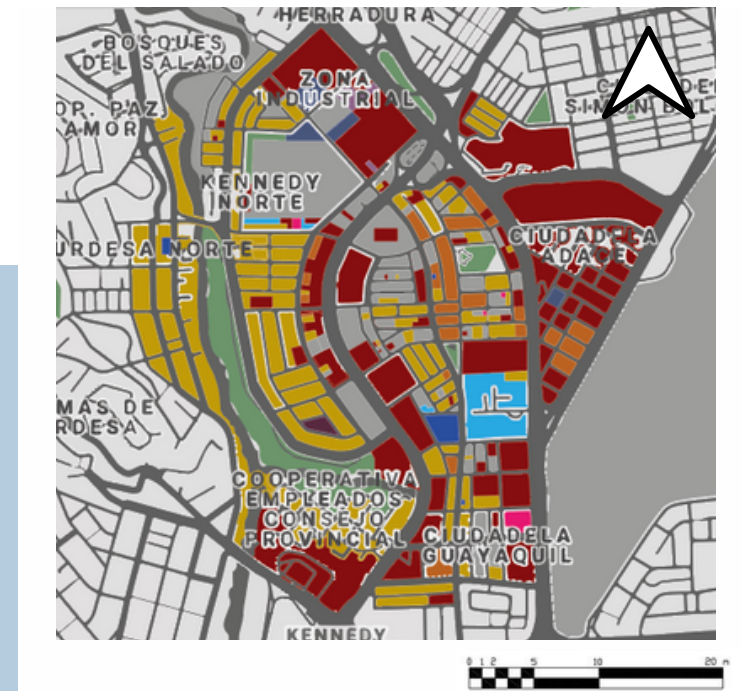 HERRADURA
BOSQUES
DEL SALADO
ZONA
INDUSTRIAL
OP. PAZ
AMOR
KENNEDY
NORTE
URDESA NORTE
CIUDADELA
ADACE
MAS DE
RDESA
COOPERATIVA
EMPLEADOS
CONSEJO
PROVINCIAL
CIUDADELA
GUAYAQUIL
KENNEDY
0 1 2 5 10 20 m